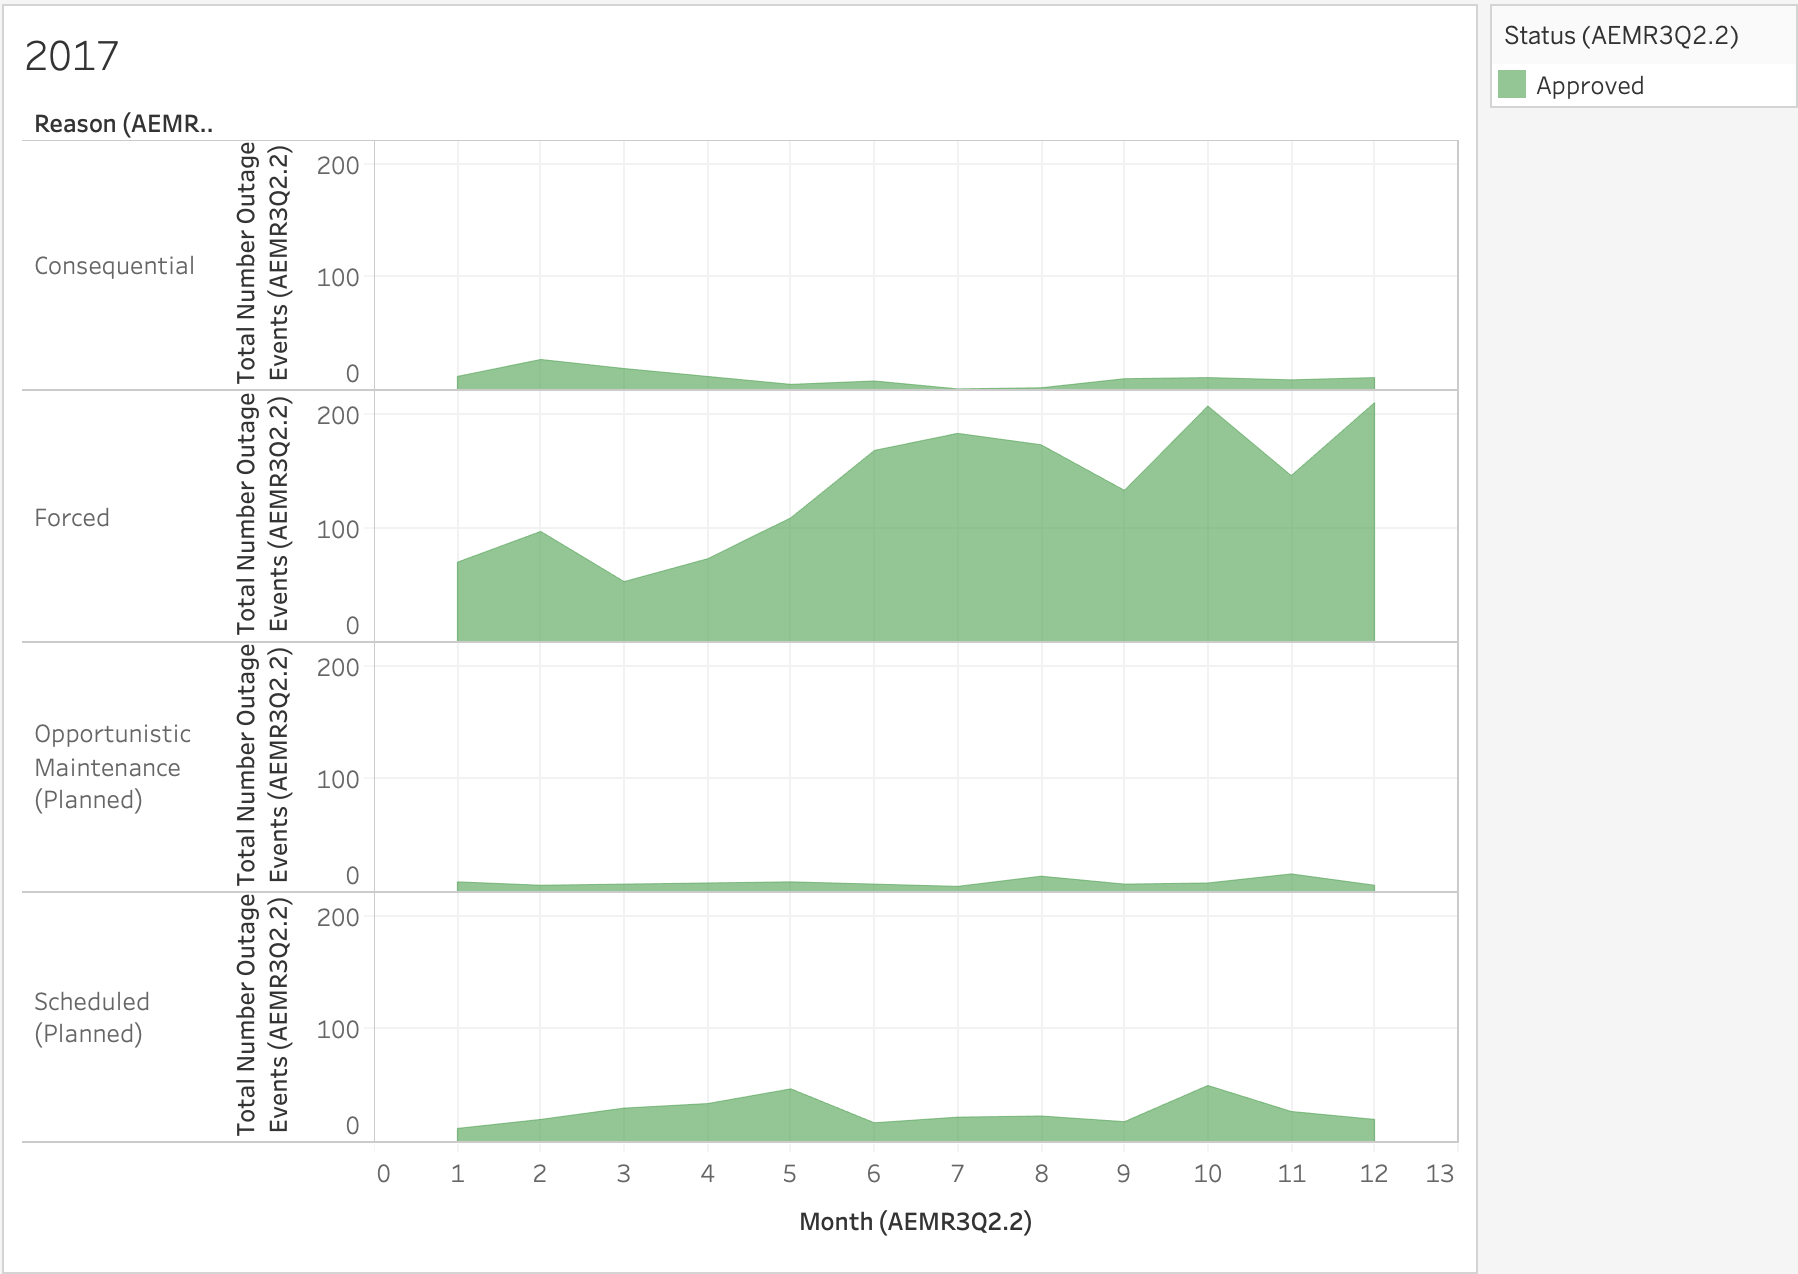 2017
Reason (AEMR..
Consequential
Total Number Outage
Events (AEMR3Q2.2)
200
100
0
Forced
Total Number Outage
Events (AEMR3Q2.2)
200
100
0
Opportunistic
Maintenance
(Planned)
Total Number Outage
Events (AEMR3Q2.2)
200
100
0
Scheduled
(Planned)
Total Number Outage
Events (AEMR3Q2.2)
200
100
0
0 1 2 3 4 5 6 7 8 9 10 11 12 13
Month (AEMR3Q2.2)
Status (AEMR3Q2.2)
Approved